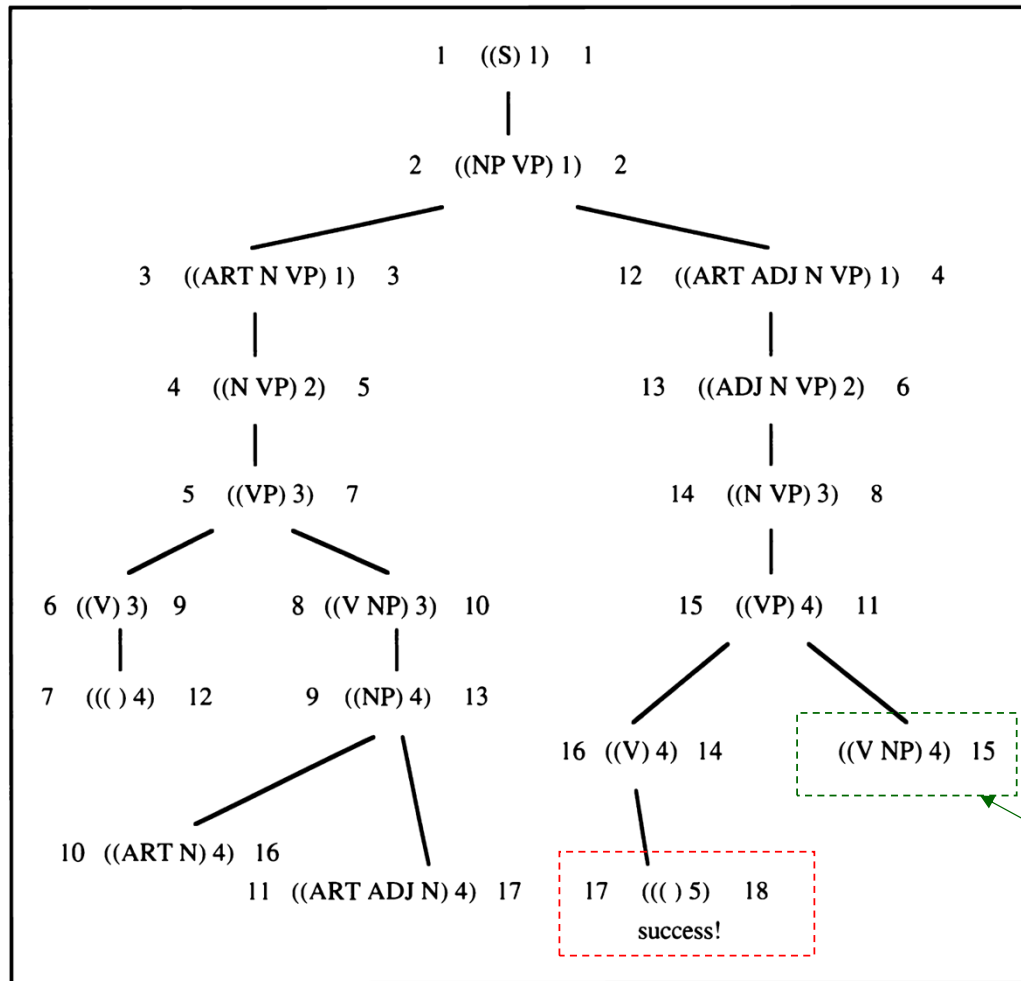 1 ((S) 1) 1
2 ((NP VP) 1) 2
3 ((ART N VP) 1) 3 12 ((ART ADJ N VP) 1) 4
4 ((N VP) 2) 5 13 ((ADJ N VP) 2) 6
5 ((VP) 3) 7 14 ((N VP) 3) 8
6 ((V) 3) 9 8 ((V NP) 3) 10 15 ((VP) 4) 11
7 ((( ) 4) 12 9 ((NP) 4) 13
16 ((V) 4) 14 ((V NP) 4) 15
10 ((ART N) 4) 16
11 ((ART ADJ N) 4) 17 17 ((( ) 5) 18
success!